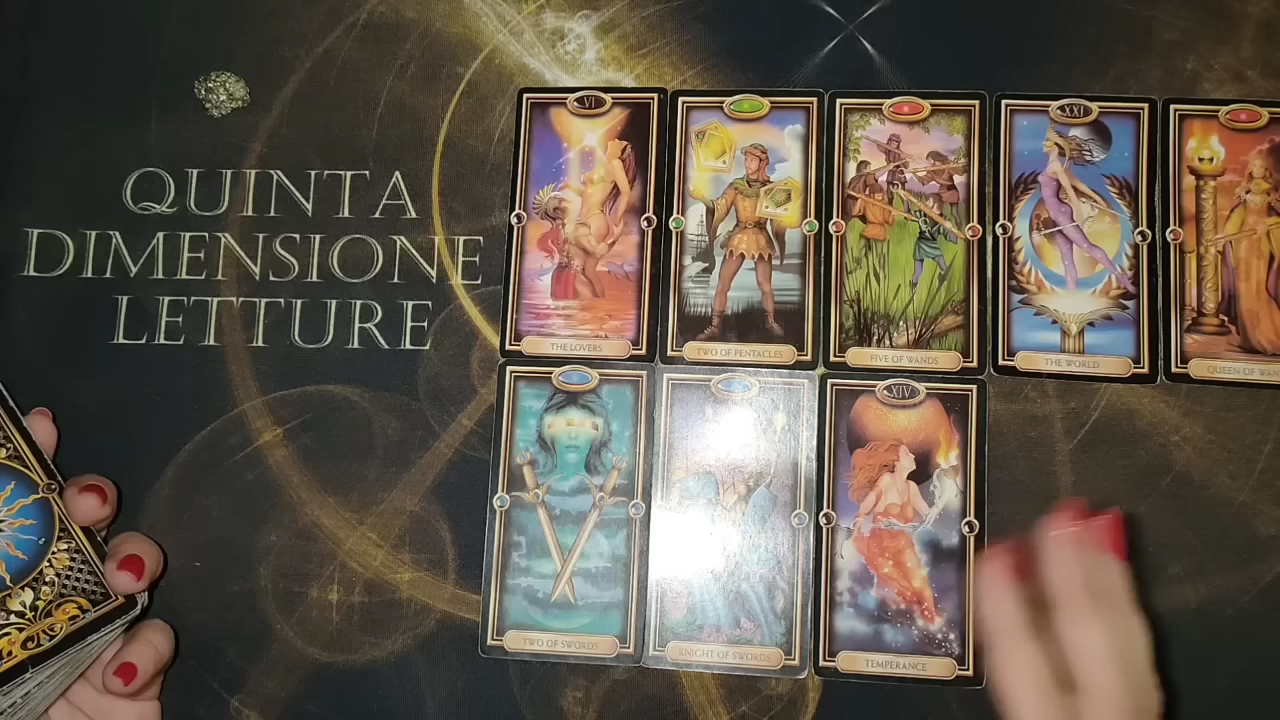 QUINTA
DIMENSIONE
LETTURE
VI
THE LOVERS
TWO OF PENTACLES
FIVE OF WANDS
XXI
THE WORLD
QUEEN OF WAN
TWO OF SWORDS
KNIGHT OF SWORDS
XIV
TEMPERANCE